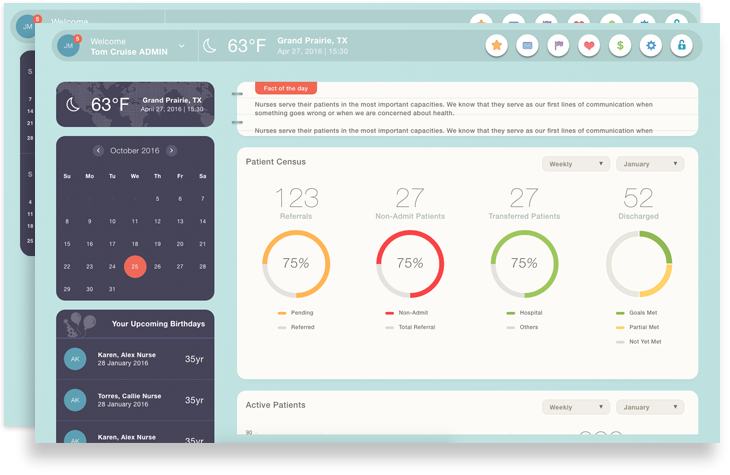 Welcome
JM
5
S
7
14
21
28
S
4
11
18
25
JM
5
Welcome
Tom Cruise ADMIN
63°F
Grand Prairie, TX
Apr 27, 2016 | 15:30
$
63°F
Grand Prairie, TX
April 27, 2016 | 15:30
October 2016
Su Mo Tu We Th Fr Sa
5 6 7
8 9 10 11 12 13 14
15 16 17 18 19 20 21
22 23 24 25 26 27 28
29 30 31
Your Upcoming Birthdays
AK
Karen, Alex Nurse
28 January 2016
35yr
AK
Torres, Callie Nurse
28 January 2016
35yr
AK
Karen, Alex Nurse
35yr
Fact of the day
Nurses serve their patients in the most important capacities. We know that they serve as our first lines of communication when
something goes wrong or when we are concerned about health.
Nurses serve their patients in the most important capacities. We know that they serve as our first lines of communication when
Patient Census
Weekly
January
123
Referrals
75%
Pending
Referred
27
Non-Admit Patients
75%
Non-Admit
Total Referral
27
Transferred Patients
75%
Hospital
Others
52
Discharged
Goals Met
Partial Met
Not Yet Met
Active Patients
Weekly
January
90